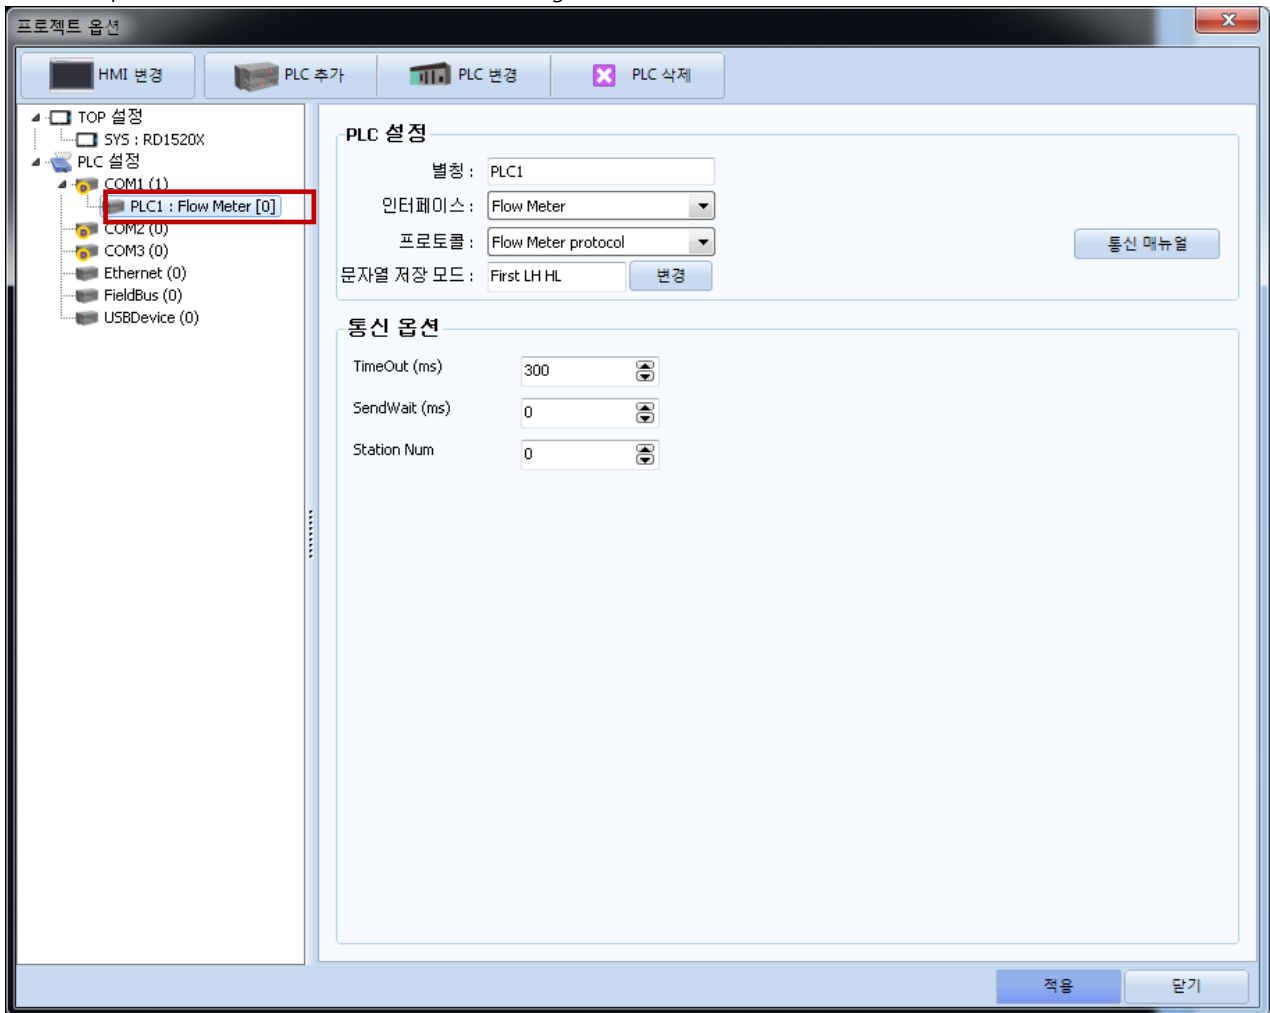 프로젝트 옵션
HMI 변경
PLC 추가
PLC 변경
PLC 삭제
TOP 설정
SYS : RD1520X
PLC 설정
COM1 (1)
PLC1 : Flow Meter [0]
COM2 (0)
COM3 (0)
Ethernet (0)
FieldBus (0)
USBDevice (0)
PLC 설정
별칭 : PLC1
인터페이스 : Flow Meter
프로토콜 : Flow Meter protocol
통신 매뉴얼
문자열 저장 모드 : First LH HL 변경
통신 옵션
TimeOut (ms) 300
SendWait (ms) 0
Station Num 0
적용
닫기